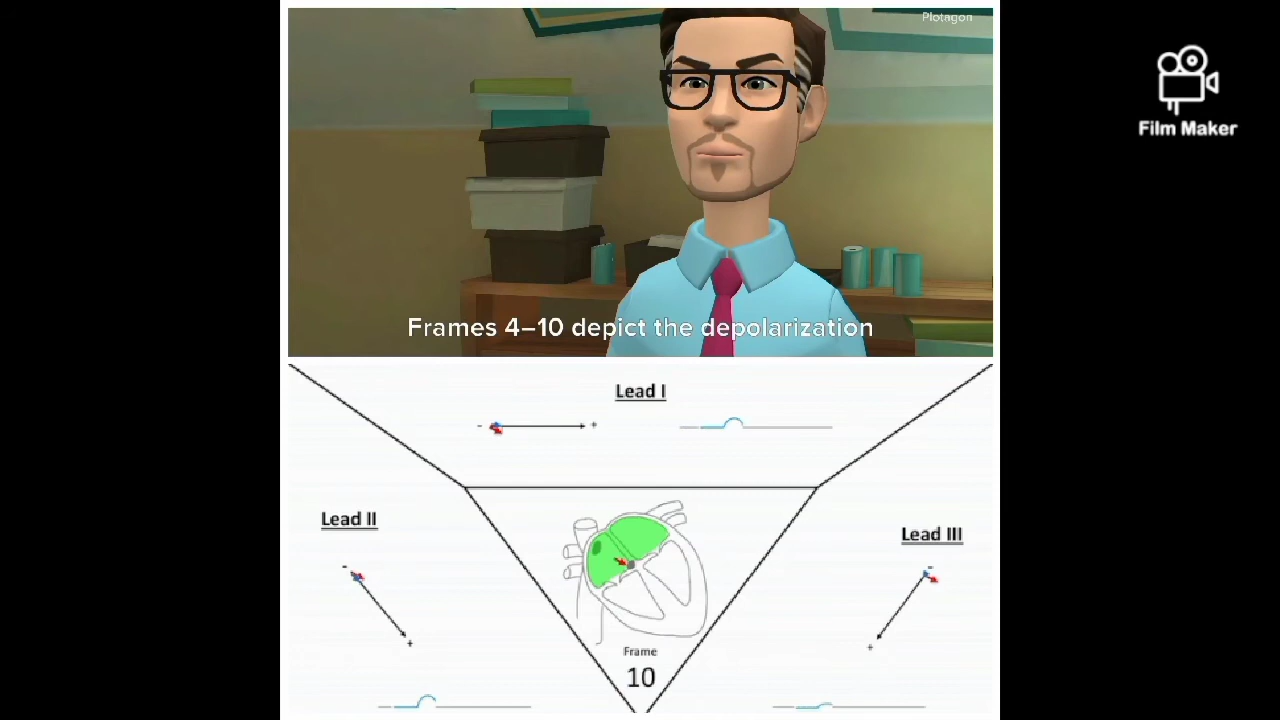 Plotagon
Film Maker
Frames 4–10 depict the depolarization
Lead I
- +
Lead II
Lead III
-
-
+
+
Frame
10